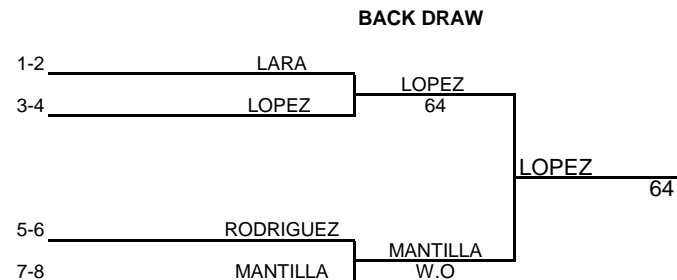 BACK DRAW
1-2 LARA
LOPEZ
3-4 LOPEZ 64
LOPEZ
64
5-6 RODRIGUEZ
MANTILLA
7-8 MANTILLA W.O